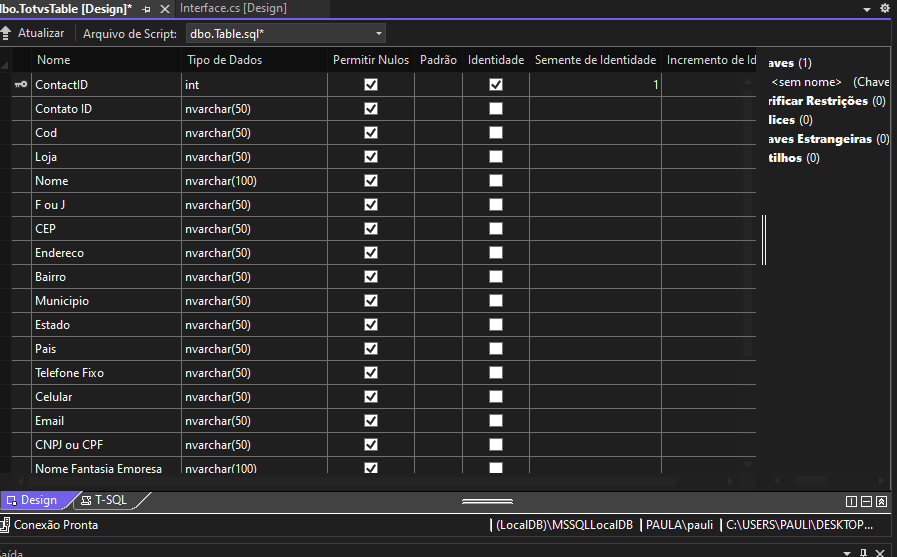 dbo.TotvsTable [Design]* Interface.cs [Design]
Atualizar Arquivo de Script: dbo.Table.sql*
Nome Tipo de Dados Permitir Nulos Padrão Identidade Semente de Identidade Incremento de Id
ContactID int 1
Contato ID nvarchar(50)
Cod nvarchar(50)
Loja nvarchar(50)
Nome nvarchar(100)
F ou J nvarchar(50)
CEP nvarchar(50)
Endereco nvarchar(50)
Bairro nvarchar(50)
Municipio nvarchar(50)
Estado nvarchar(50)
Pais nvarchar(50)
Telefone Fixo nvarchar(50)
Celular nvarchar(50)
Email nvarchar(50)
CNPJ ou CPF nvarchar(50)
Nome Fantasia Empresa nvarchar(100)
aves (1)
<sem nome> (Chave
rificar Restrições (0)
dices (0)
aves Estrangeiras (0)
tilhos (0)
Design T-SQL
Conexão Pronta (LocalDB)\MSSQLLocalDB PAULA\pauli C:\USERS\PAULI\DESKTOP...
Saída